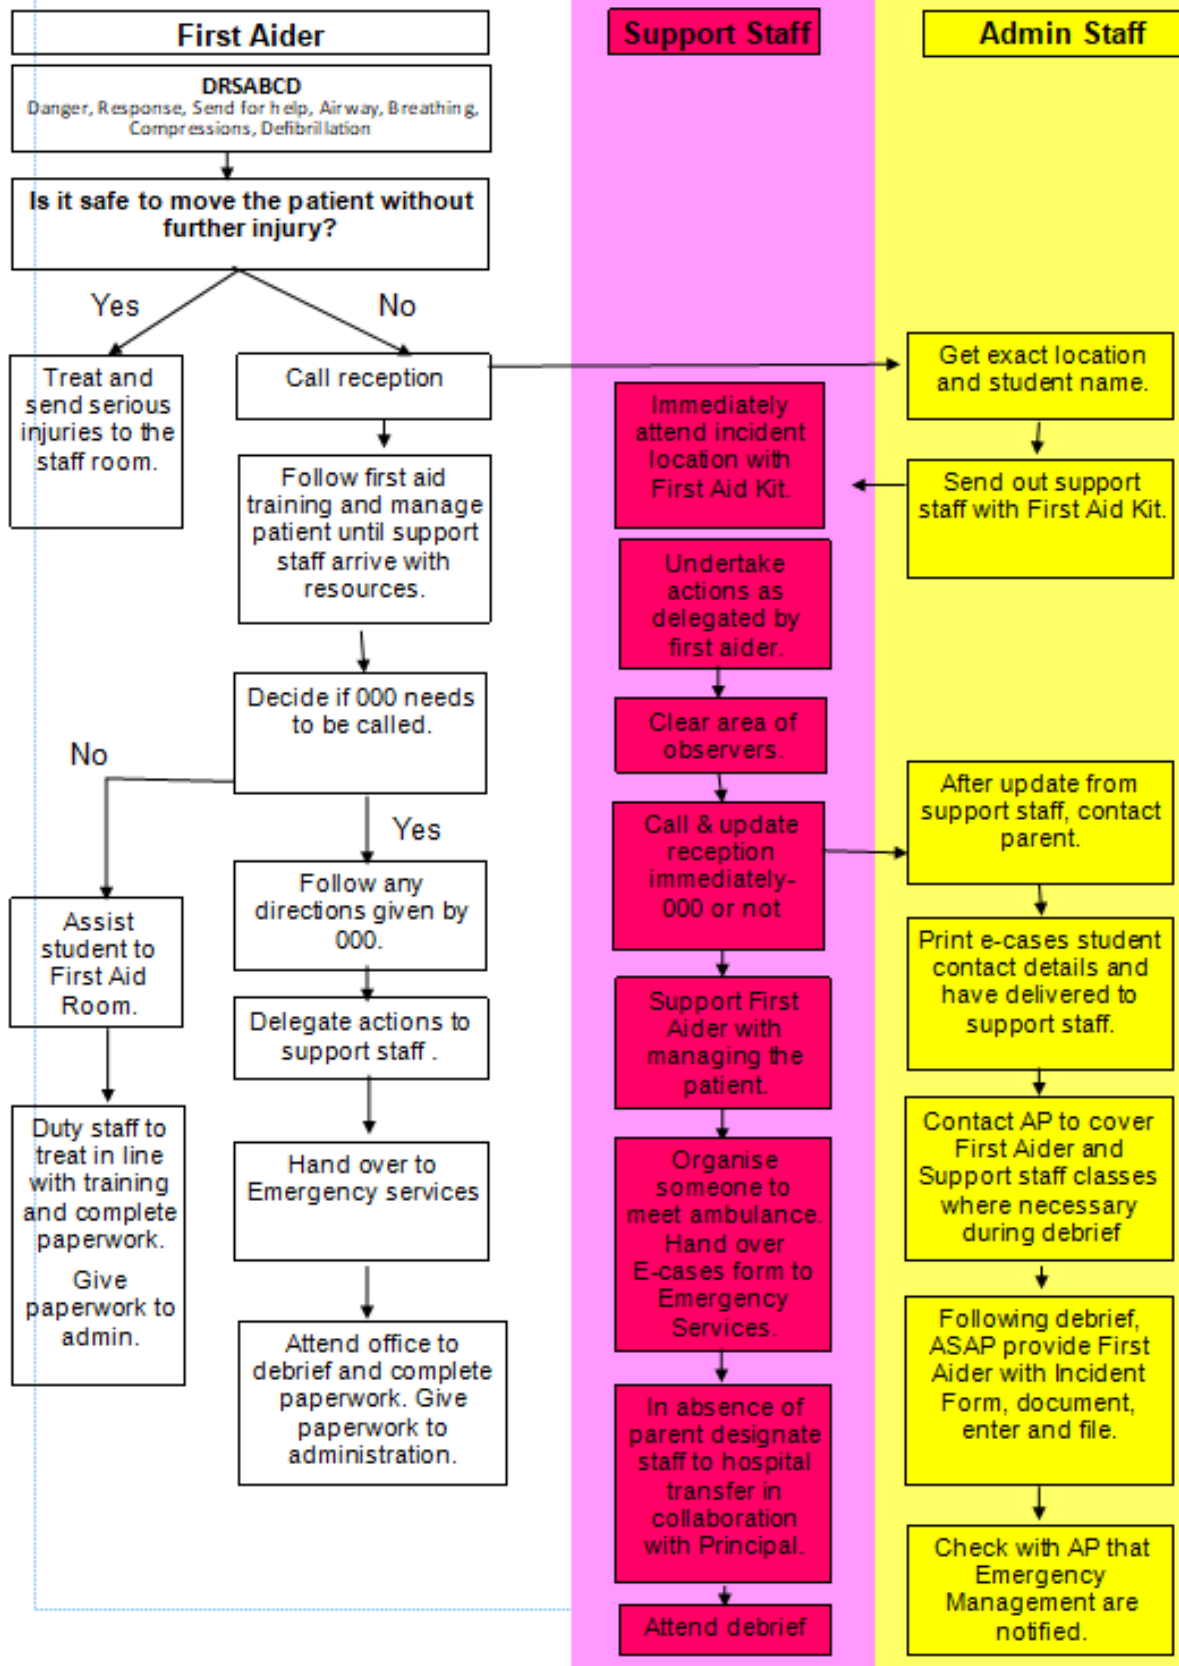 First Aider
DRSABCD
Danger, Response, Send for help, Airway, Breathing,
Compressions, Defibrillation
Is it safe to move the patient without
further injury?
Yes
No
Treat and
send serious
injuries to the
staff room.
Call reception
Follow first aid
training and manage
patient until support
staff arrive with
resources.
Decide if 000 needs
to be called.
No
Yes
Assist
student to
First Aid
Room.
Follow any
directions given by
000.
Delegate actions to
support staff .
Duty staff to
treat in line
with training
and complete
paperwork.
Give
paperwork to
admin.
Hand over to
Emergency services
Attend office to
debrief and complete
paperwork. Give
paperwork to
administration.
Support Staff
Immediately
attend incident
location with
First Aid Kit.
Undertake
actions as
delegated by
first aider.
Clear area of
observers.
Call & update
reception
immediately-
000 or not
Support First
Aider with
managing the
patient.
Organise
someone to
meet ambulance.
Hand over
E-cases form to
Emergency
Services.
In absence of
parent designate
staff to hospital
transfer in
collaboration
with Principal.
Attend debrief
Admin Staff
Get exact location
and student name.
Send out support
staff with First Aid Kit.
After update from
support staff, contact
parent.
Print e-cases student
contact details and
have delivered to
support staff.
Contact AP to cover
First Aider and
Support staff classes
where necessary
during debrief
Following debrief,
ASAP provide First
Aider with Incident
Form, document,
enter and file.
Check with AP that
Emergency
Management are
notified.